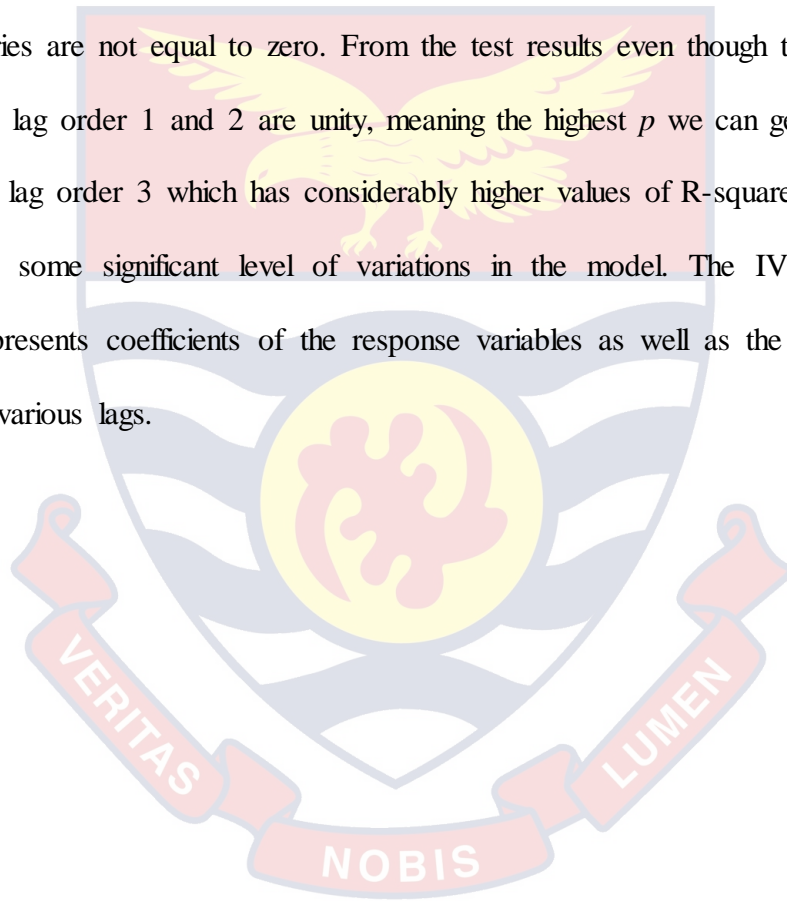 ries are not equal to zero. From the test results even though t
lag order 1 and 2 are unity, meaning the highest p we can ge
lag order 3 which has considerably higher values of R-square
some significant level of variations in the model. The IV
presents coefficients of the response variables as well as the
various lags.
VERITAS
NOBIS
LUMEN